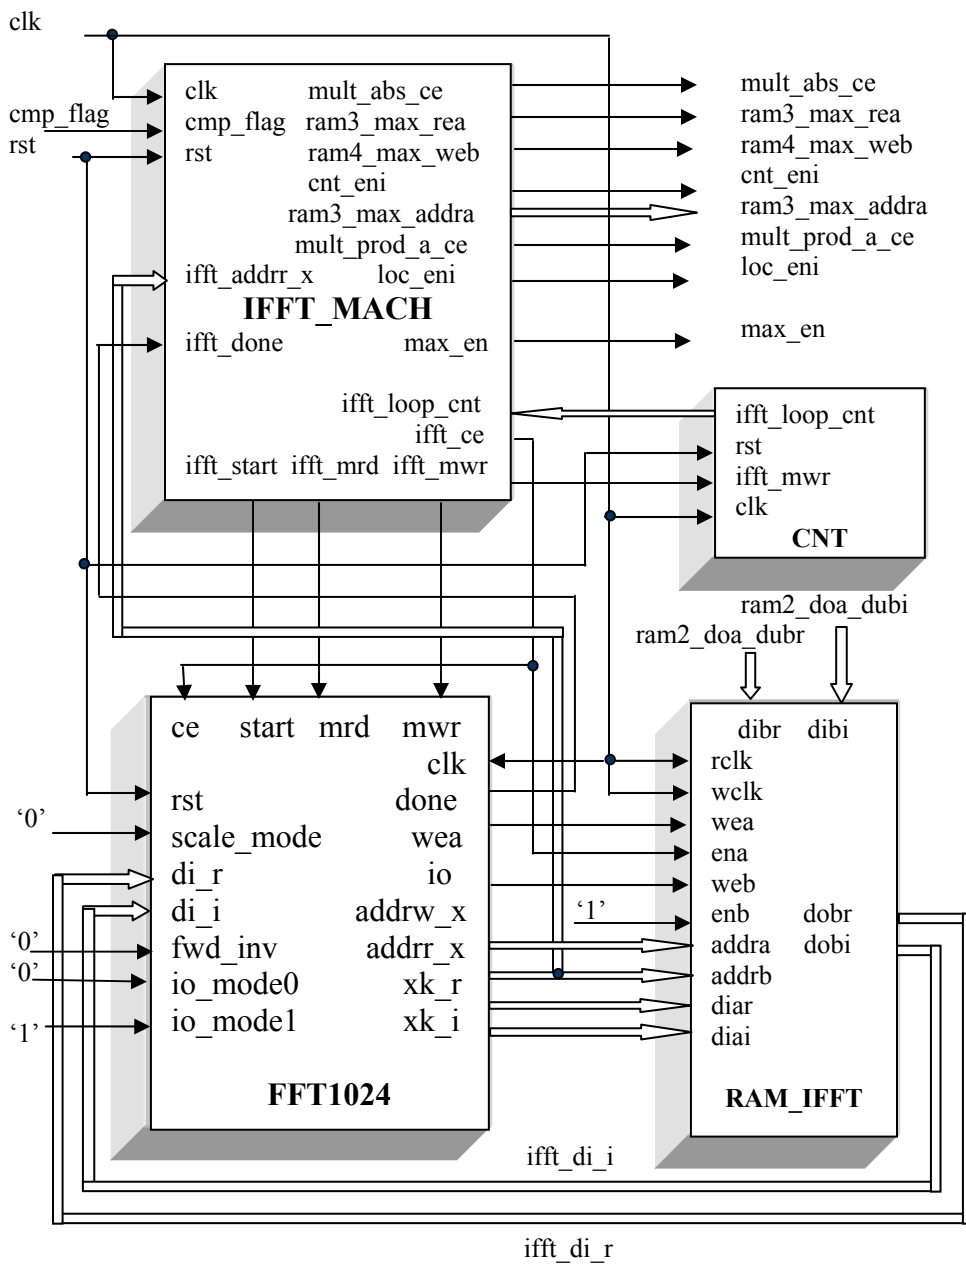 clk
cmp_flag
rst
clk
cmp_flag
rst
mult_abs_ce
ram3_max_rea
ram4_max_web
cnt_eni
ram3_max_addra
mult_prod_a_ce
ifft_addrr_x loc_eni
IFFT_MACH
ifft_done max_en
ifft_loop_cnt
ifft_ce
ifft_start ifft_mrd ifft_mwr
mult_abs_ce
ram3_max_rea
ram4_max_web
cnt_eni
ram3_max_addra
mult_prod_a_ce
loc_eni
max_en
ifft_loop_cnt
rst
ifft_mwr
clk
CNT
ram2_doa_dubi
ram2_doa_dubr
ce start mrd mwr
clk
rst done
scale_mode wea
di_r io
di_i addrw_x
fwd_inv addrr_x
io_mode0 xk_r
io_mode1 xk_i
FFT1024
‘0’
‘0’
‘0’
‘1’
‘1’
dibr dibi
rclk
wclk
wea
ena
web
enb dobr
addra dobi
addrb
diar
diai
RAM_IFFT
ifft_di_i
ifft_di_r